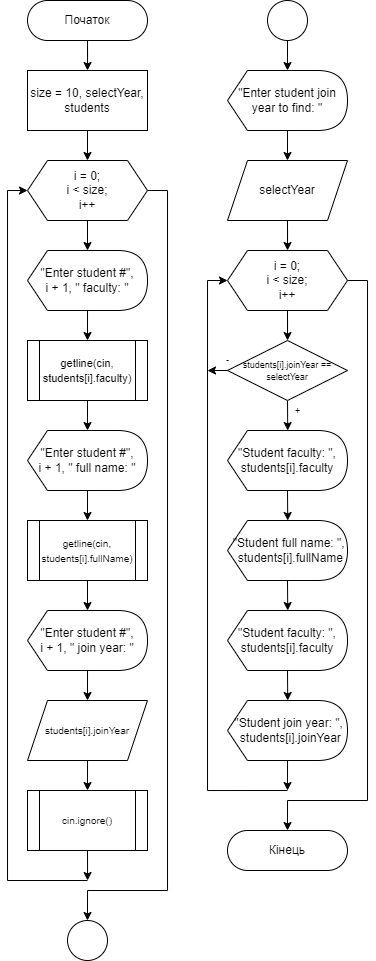 Початок
size = 10, selectYear,
students
i = 0;
i < size;
i++
"Enter student #",
i + 1, " faculty: "
getline(cin,
students[i].faculty)
"Enter student #",
i + 1, " full name: "
getline(cin,
students[i].fullName)
"Enter student #",
i + 1, " join year: "
students[i].joinYear
cin.ignore()
"Enter student join
year to find: "
selectYear
i = 0;
i < size;
i++
students[i].joinYear ==
selectYear
-
+
"Student faculty: ",
students[i].faculty
"Student full name: ",
students[i].fullName
"Student faculty: ",
students[i].faculty
"Student join year: ",
students[i].joinYear
Кінець